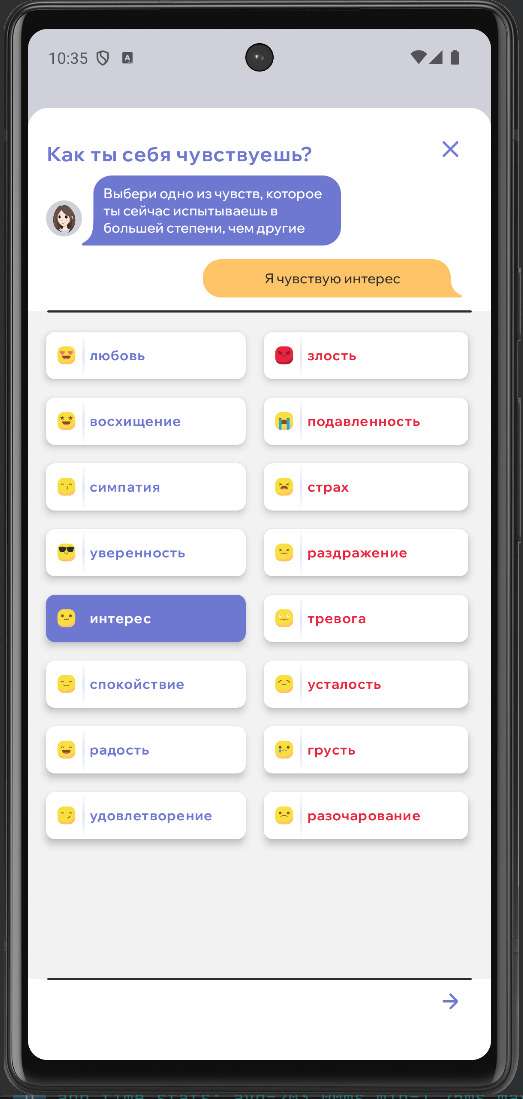 10:35
A
Как ты себя чувствуешь?
Выбери одно из чувств, которое
ты сейчас испытываешь в
большей степени, чем другие
Я чувствую интерес
любовь
злость
восхищение
подавленность
симпатия
страх
уверенность
раздражение
интерес
тревога
спокойствие
усталость
радость
грусть
удовлетворение
разочарование